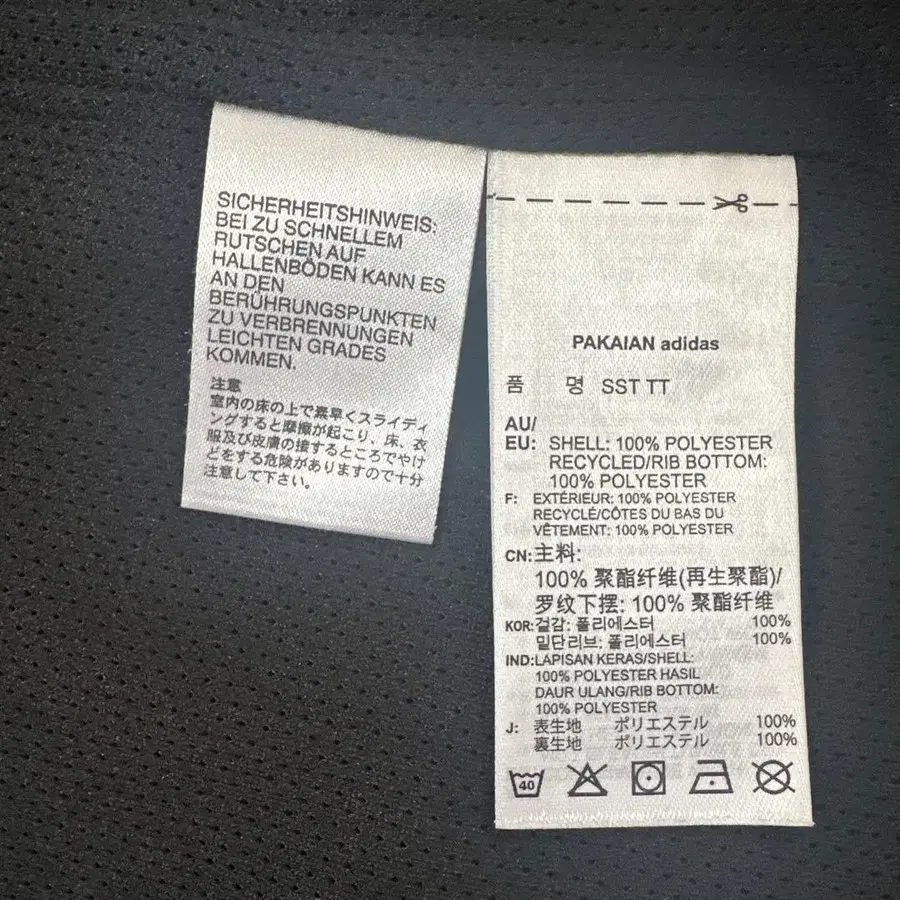 SICHERHEITSHINWEIS:
BEI ZU SCHNELLEM
RUTSCHEN AUF
HALLENBÖDEN KANN ES
AN DEN
BERÜHRUNGSPUNKTEN
ZU VERBRENNUNGEN
LEICHTEN GRADES
KOMMEN.
注意
室内の床の上で素早くスライディ
ングすると摩擦が起こり、床、衣
服及び皮膚の接するところでやけ
どをする危険がありますので十分
注意して下さい。
PAKAIAN adidas
품 명 SST TT
AU/
EU: SHELL: 100% POLYESTER
RECYCLED/RIB BOTTOM:
100% POLYESTER
F: EXTÉRIEUR: 100% POLYESTER
RECYCLÉ/CÔTES DU BAS DU
VÊTEMENT: 100% POLYESTER
CN: 主料:
100% 聚酯纤维(再生聚酯)/
罗纹下摆: 100% 聚酯纤维
KOR: 겉감: 폴리에스터 100%
밑단리브: 폴리에스터 100%
IND: LAPISAN KERAS/SHELL:
100% POLYESTER HASIL
DAUR ULANG/RIB BOTTOM:
100% POLYESTER
J: 表生地 ポリエステル 100%
裏生地 ポリエステル 100%
40